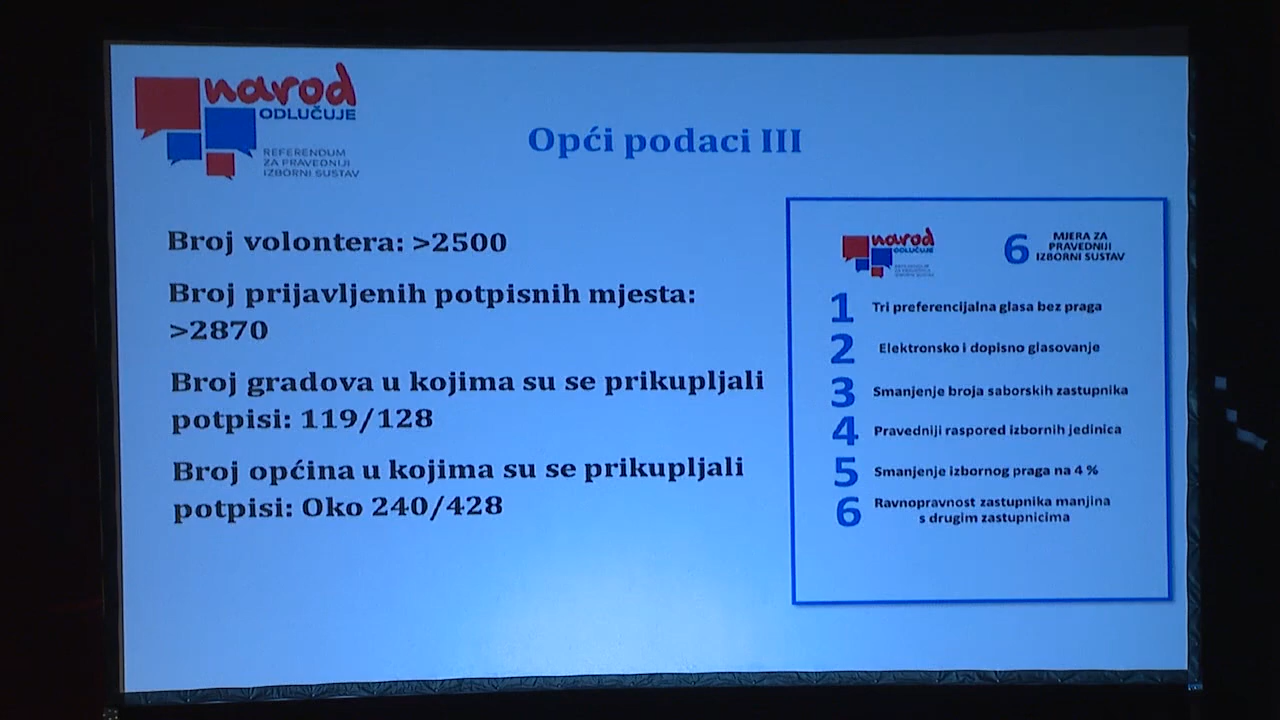 narod
ODLUČUJE
REFERENDUM
ZA PRAVEDNIJI
IZBORNI SUSTAV
Opći podaci III
Broj volontera: >2500
Broj prijavljenih potpisnih mjesta:
>2870
Broj gradova u kojima su se prikupljali
potpisi: 119/128
Broj općina u kojima su se prikupljali
potpisi: Oko 240/428
narod
ODLUČUJE
6 MJERA ZA
PRAVEDNIJI
IZBORNI SUSTAV
1 Tri preferencijalna glasa bez praga
2 Elektronsko i dopisno glasovanje
3 Smanjenje broja saborskih zastupnika
4 Pravedniji raspored izbornih jedinica
5 Smanjenje izbornog praga na 4 %
6 Ravnopravnost zastupnika manjina
s drugim zastupnicima